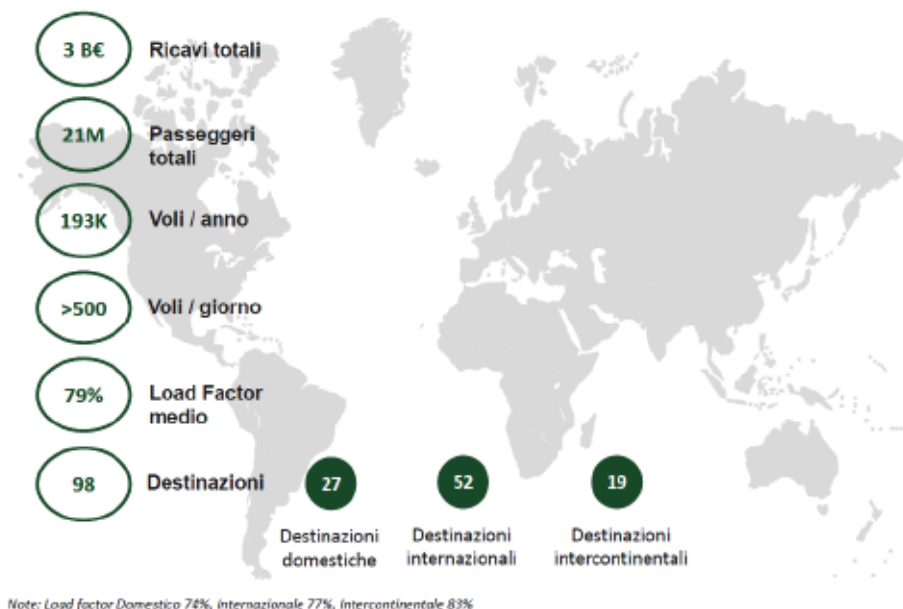 3 B€
Ricavi totali
21M
Passeggeri
totali
193K
Voli / anno
>500
Voli / giorno
79%
Load Factor
medio
98
Destinazioni
27
Destinazioni
domestiche
52
Destinazioni
internazionali
19
Destinazioni
intercontinentali
Note: Load factor Domestico 74%, Internazionale 77%, Intercontinentale 83%